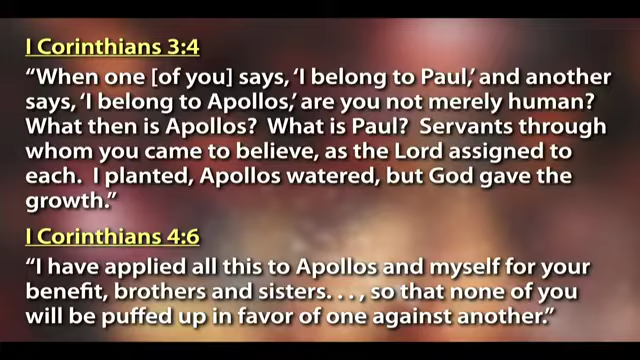 I Corinthians 3:4
“When one [of you] says, ‘I belong to Paul,’ and another
says, ‘I belong to Apollos,’ are you not merely human?
What then is Apollos?  What is Paul?  Servants through
whom you came to believe, as the Lord assigned to
each.  I planted, Apollos watered, but God gave the
growth.”
I Corinthians 4:6
“I have applied all this to Apollos and myself for your
benefit, brothers and sisters. . . , so that none of you
will be puffed up in favor of one against another.”